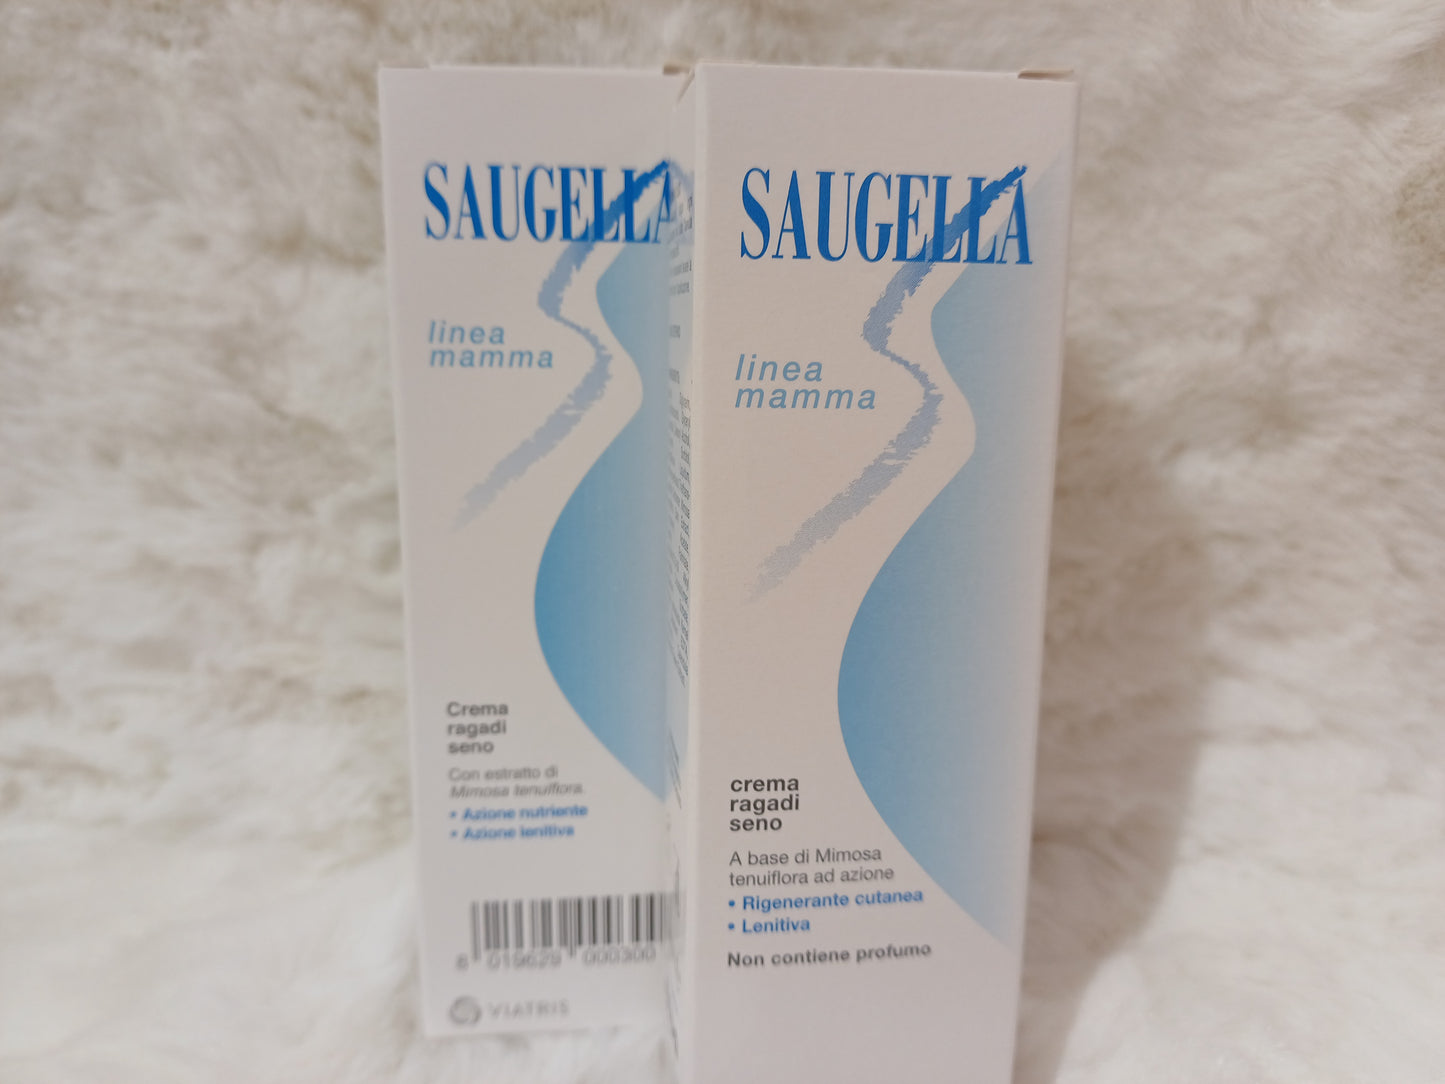 SAUGELLA
linea
mamma
Crema
ragadi
seno
Con estratto di
Mimosa tenuiflora.
• Azione nutriente
• Azione lenitiva
8 019629 000300
VIATRIS
SAUGELLA
linea
mamma
crema
ragadi
seno
A base di Mimosa
tenuiflora ad azione
• Rigenerante cutanea
• Lenitiva
Non contiene profumo